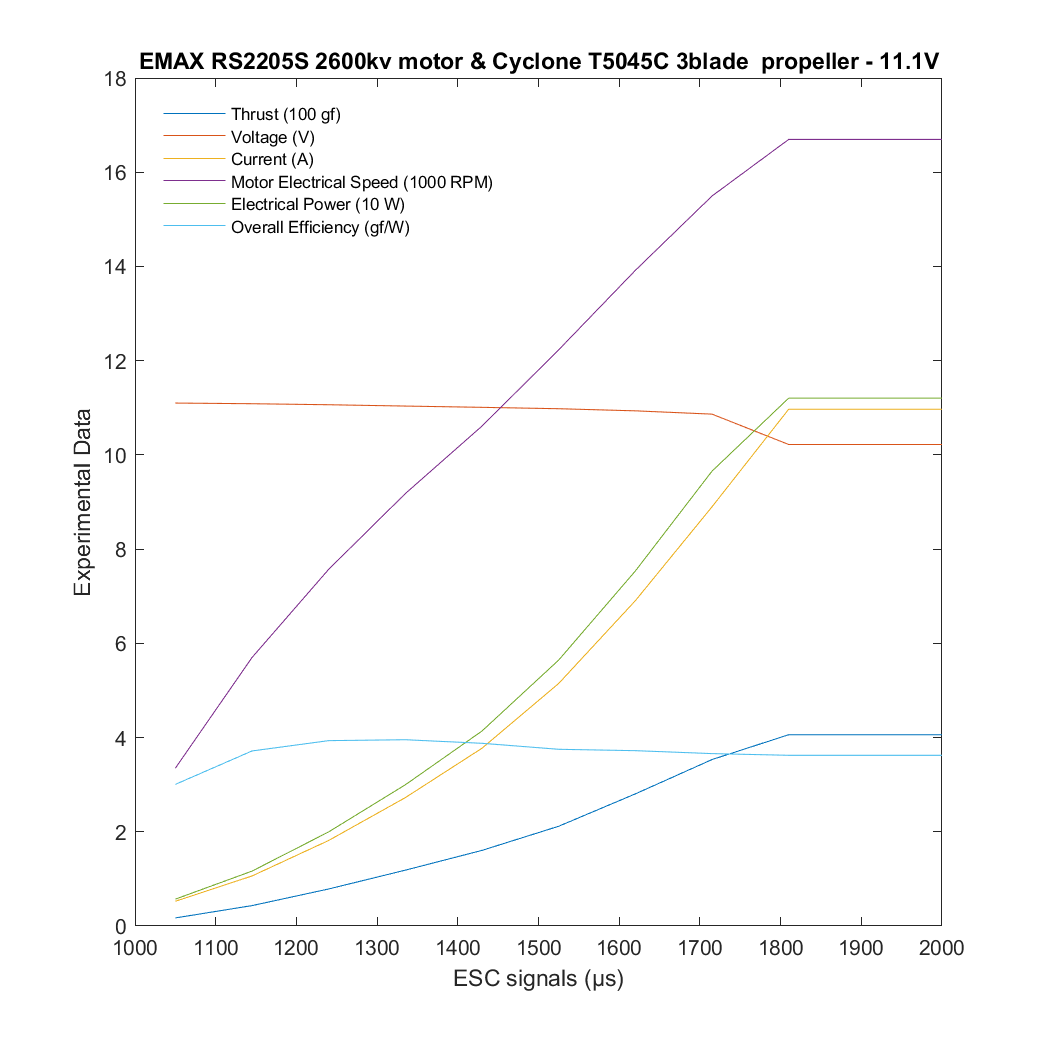 EMAX RS2205S 2600kv motor & Cyclone T5045C 3blade  propeller - 11.1V
18
16
14
12
10
8
6
4
2
0
Experimental Data
Thrust (100 gf)
Voltage (V)
Current (A)
Motor Electrical Speed (1000 RPM)
Electrical Power (10 W)
Overall Efficiency (gf/W)
1000 1100 1200 1300 1400 1500 1600 1700 1800 1900 2000
ESC signals (µs)